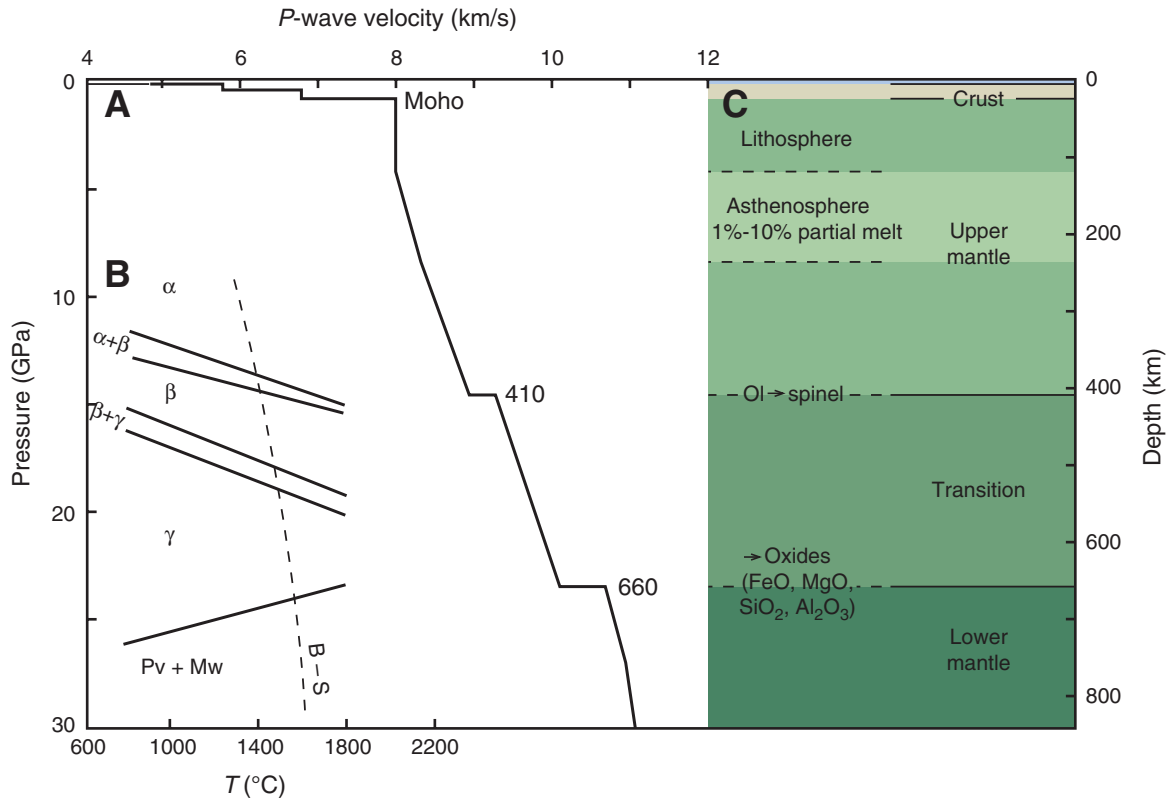 P-wave velocity (km/s)
4 6 8 10 12
0 A Moho C Crust 0
Lithosphere
Asthenosphere
1%-10% partial melt
Upper
mantle
200
B
α
10
α+β
β
410 Ol→spinel 400
β+γ
Pressure (GPa)
Depth (km)
Transition
20
γ
600
→Oxides
(FeO, MgO,
SiO₂, Al₂O₃)
660
Lower
mantle
Pv + Mw
B–S
800
30
600 1000 1400 1800 2200
T (°C)